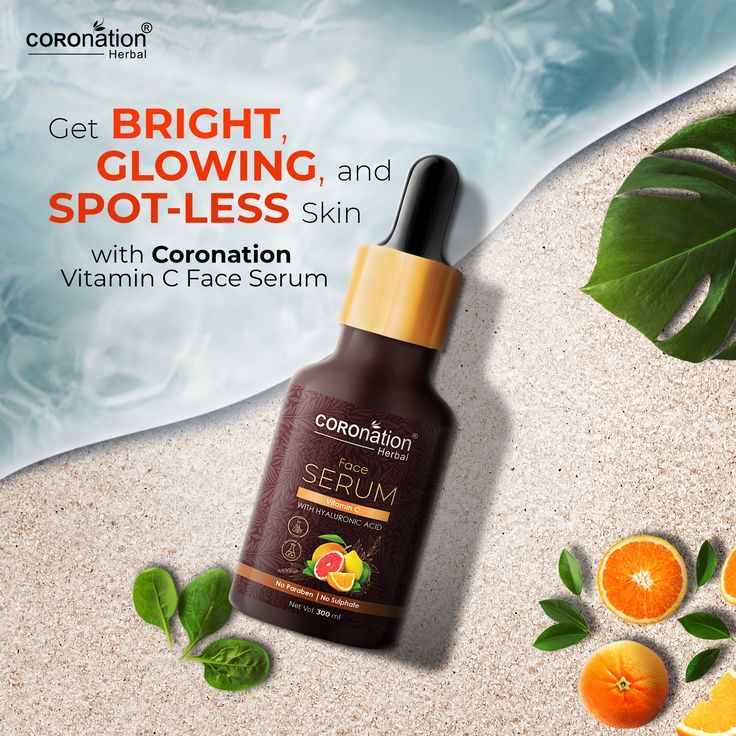 CORONATION®
Herbal
Get BRIGHT,
GLOWING, and
SPOT-LESS Skin
with Coronation
Vitamin C Face Serum
CORONATION®
Herbal
Face
SERUM
Vitamin C
WITH HYALURONIC ACID
No Paraben | No Sulphate
Net Vol. 300 ml